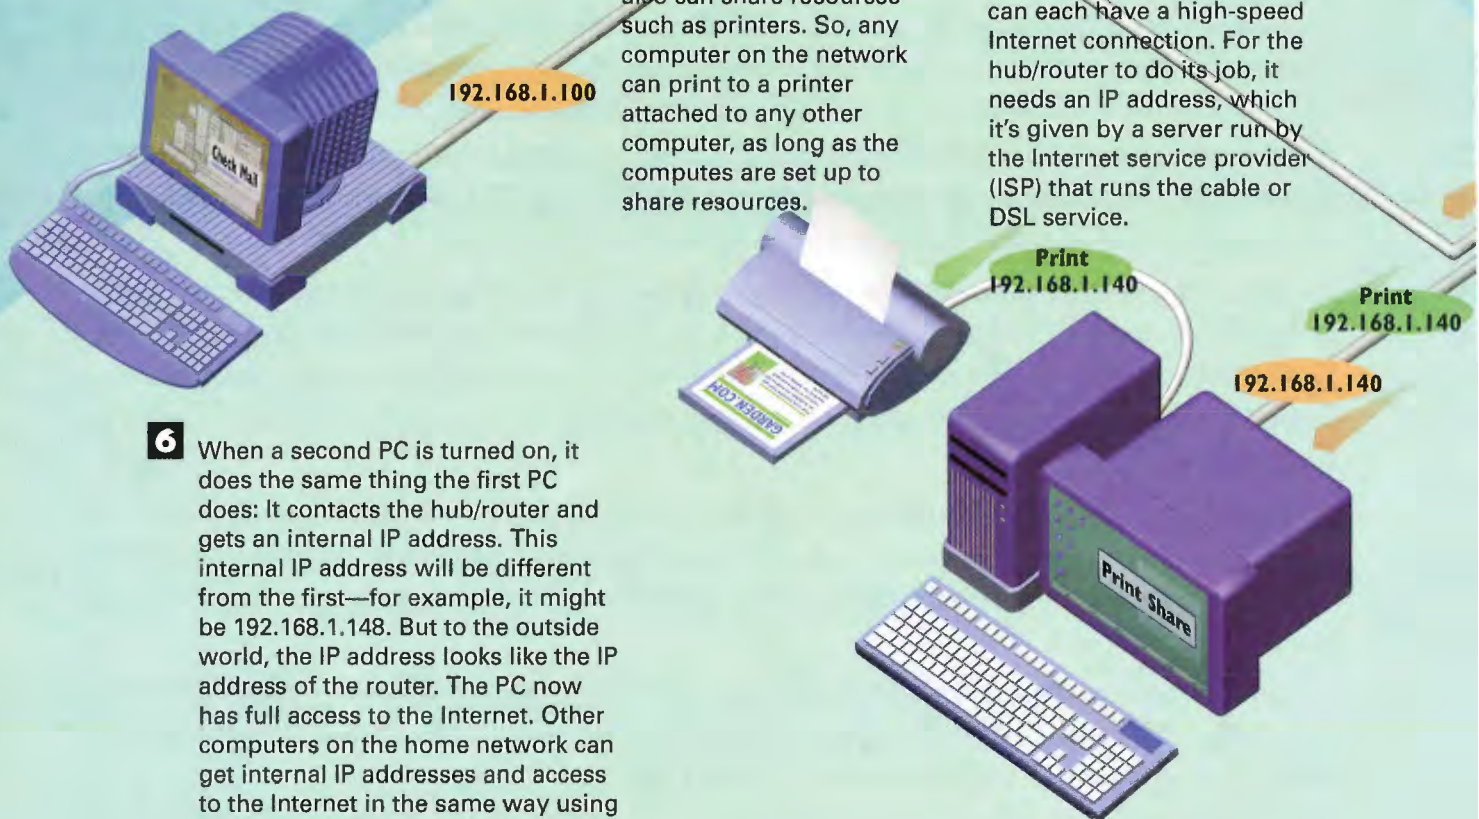 also can share resources
such as printers. So, any
computer on the network
can print to a printer
attached to any other
computer, as long as the
computes are set up to
share resources.
can each have a high-speed
Internet connection. For the
hub/router to do its job, it
needs an IP address, which
it's given by a server run by
the Internet service provider
(ISP) that runs the cable or
DSL service.
192.168.1.100
Check Mail
Print
192.168.1.140
Print
192.168.1.140
192.168.1.140
GARDEN.COM
Print Share
6 When a second PC is turned on, it
does the same thing the first PC
does: It contacts the hub/router and
gets an internal IP address. This
internal IP address will be different
from the first—for example, it might
be 192.168.1.148. But to the outside
world, the IP address looks like the IP
address of the router. The PC now
has full access to the Internet. Other
computers on the home network can
get internal IP addresses and access
to the Internet in the same way using